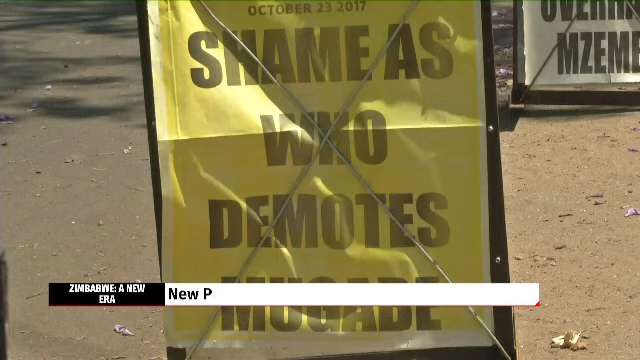 OCTOBER 23 2017
SHAME AS
WHO
DEMOTES
MUGABE
MZEME
ZIMBABWE: A NEW
ERA
New P